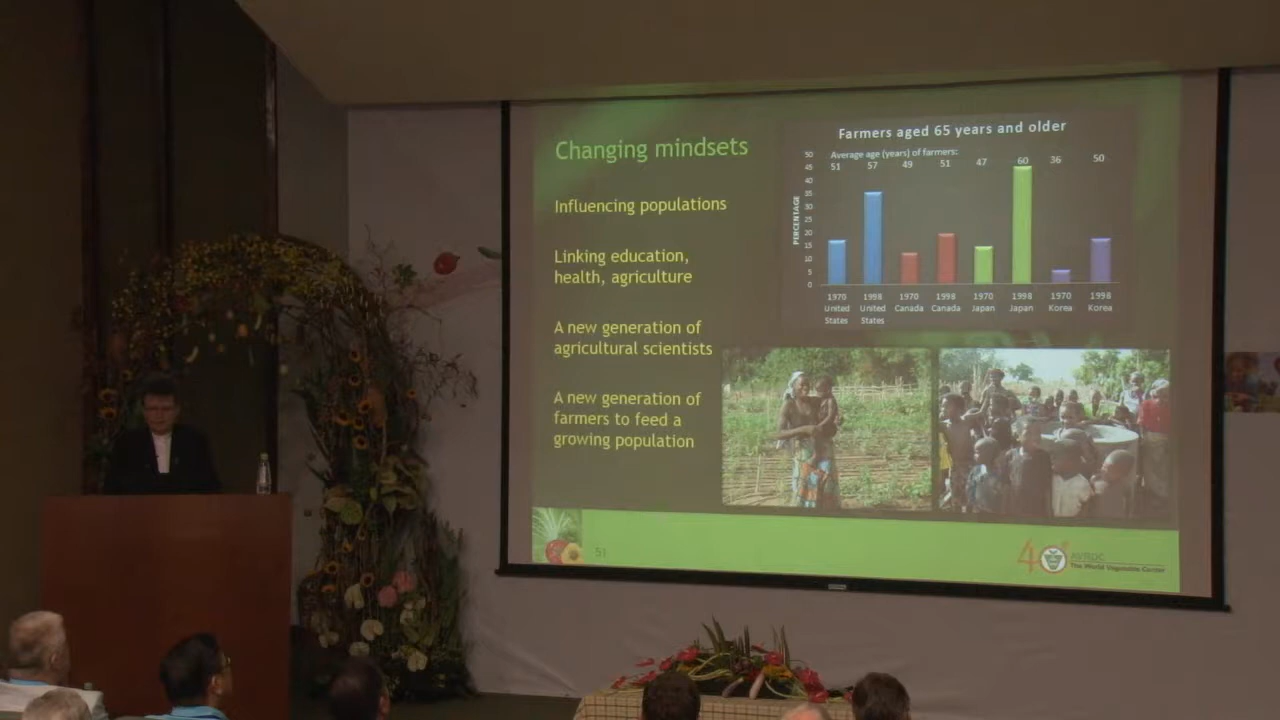 Changing mindsets
Influencing populations
Linking education,
health, agriculture
A new generation of
agricultural scientists
A new generation of
farmers to feed a
growing population
Farmers aged 65 years and older
Average age (years) of farmers:
51 57 49 51 47 60 36 50
PERCENTAGE
50
45
40
35
30
25
20
15
10
5
0
1970 1998 1970 1998 1970 1998 1970 1998
United United Canada Canada Japan Japan Korea Korea
States States
51
40
AVRDC
The World Vegetable Center